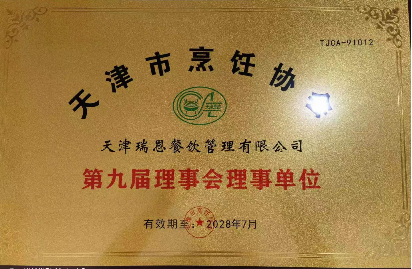 TJCA-91012
天津市烹饪协
天津瑞恩餐饮管理有限公司
第九届理事会理事单位
有效期至：2028年7月